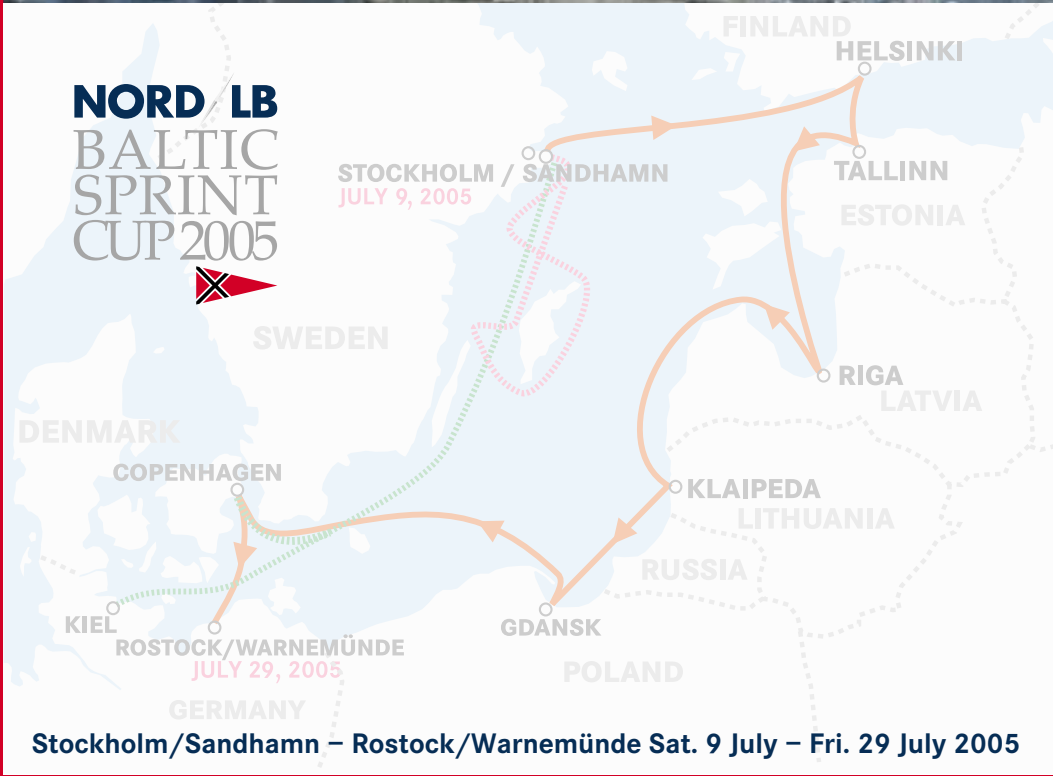 FINLAND
HELSINKI
NORD/LB
BALTIC
SPRINT
CUP 2005
STOCKHOLM / SANDHAMN
JULY 9, 2005
TALLINN
ESTONIA
SWEDEN
RIGA
LATVIA
DENMARK
COPENHAGEN
KLAIPEDA
LITHUANIA
RUSSIA
KIEL
GDANSK
ROSTOCK/WARNEMÜNDE
JULY 29, 2005
POLAND
GERMANY
Stockholm/Sandhamn – Rostock/Warnemünde Sat. 9 July – Fri. 29 July 2005